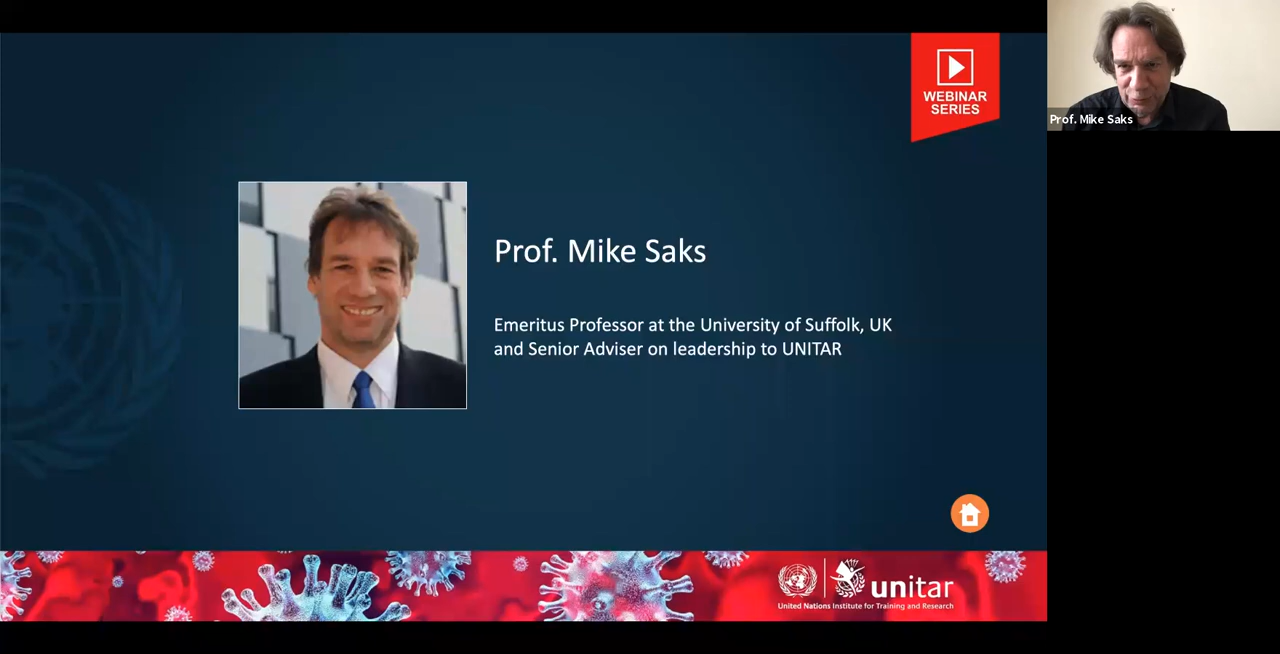 WEBINAR
SERIES
Prof. Mike Saks
Prof. Mike Saks
Emeritus Professor at the University of Suffolk, UK
and Senior Adviser on leadership to UNITAR
unitar
United Nations Institute for Training and Research